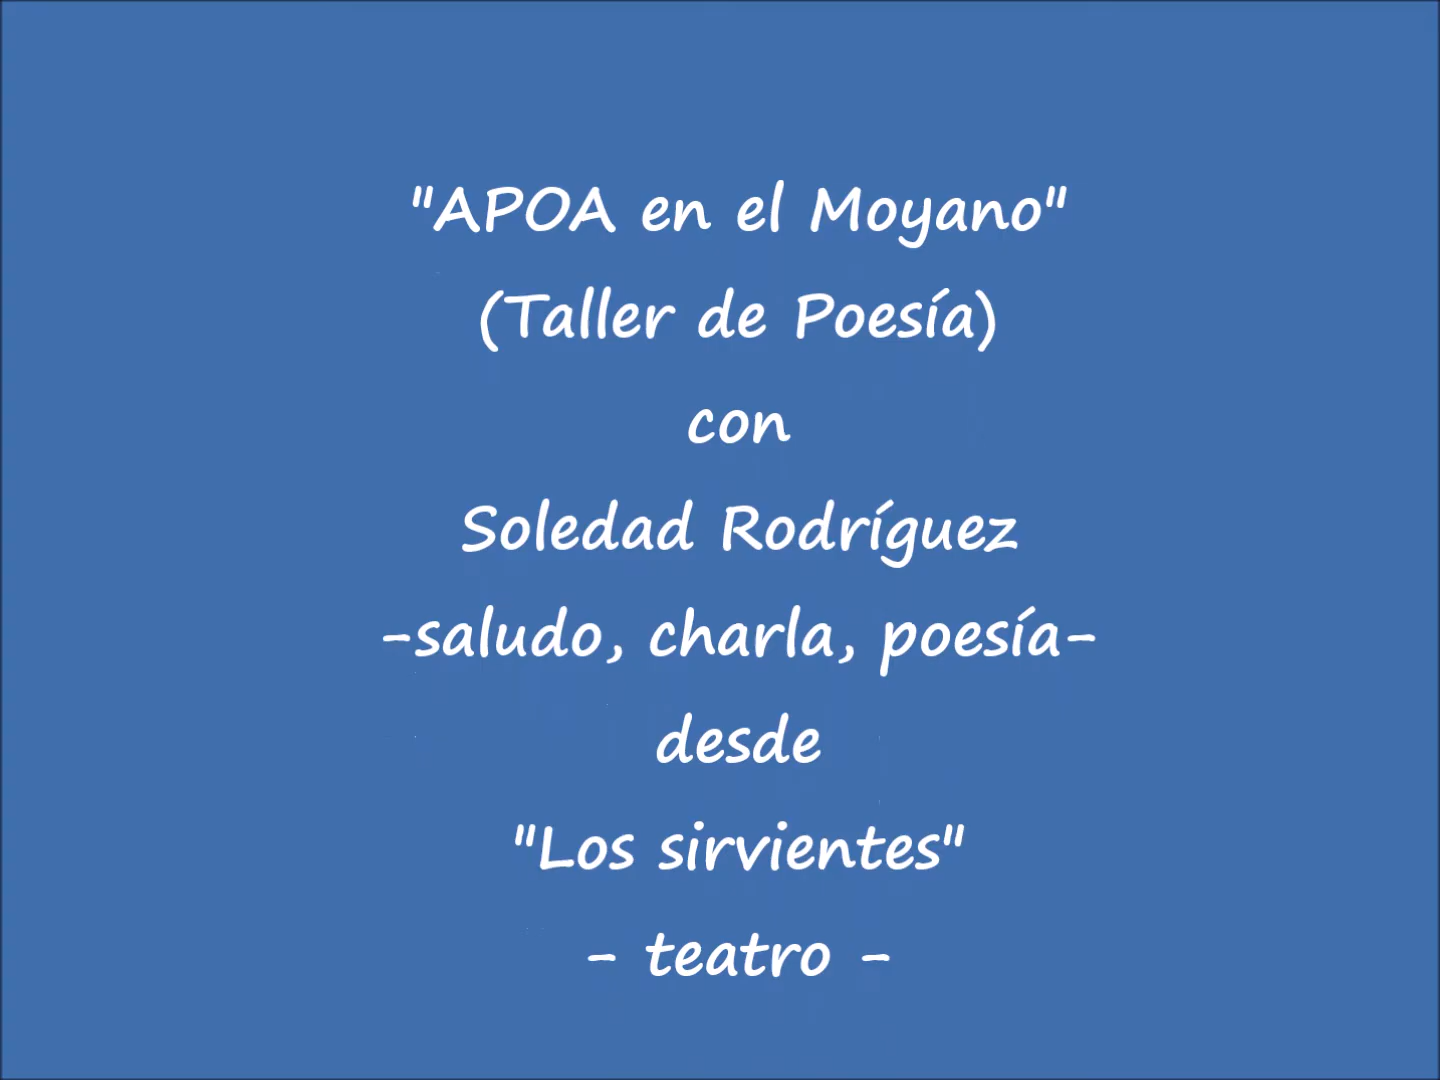 "APOA en el Moyano"
(Taller de Poesía)
con
Soledad Rodríguez
-saludo, charla, poesía-
desde
"Los sirvientes"
- teatro -